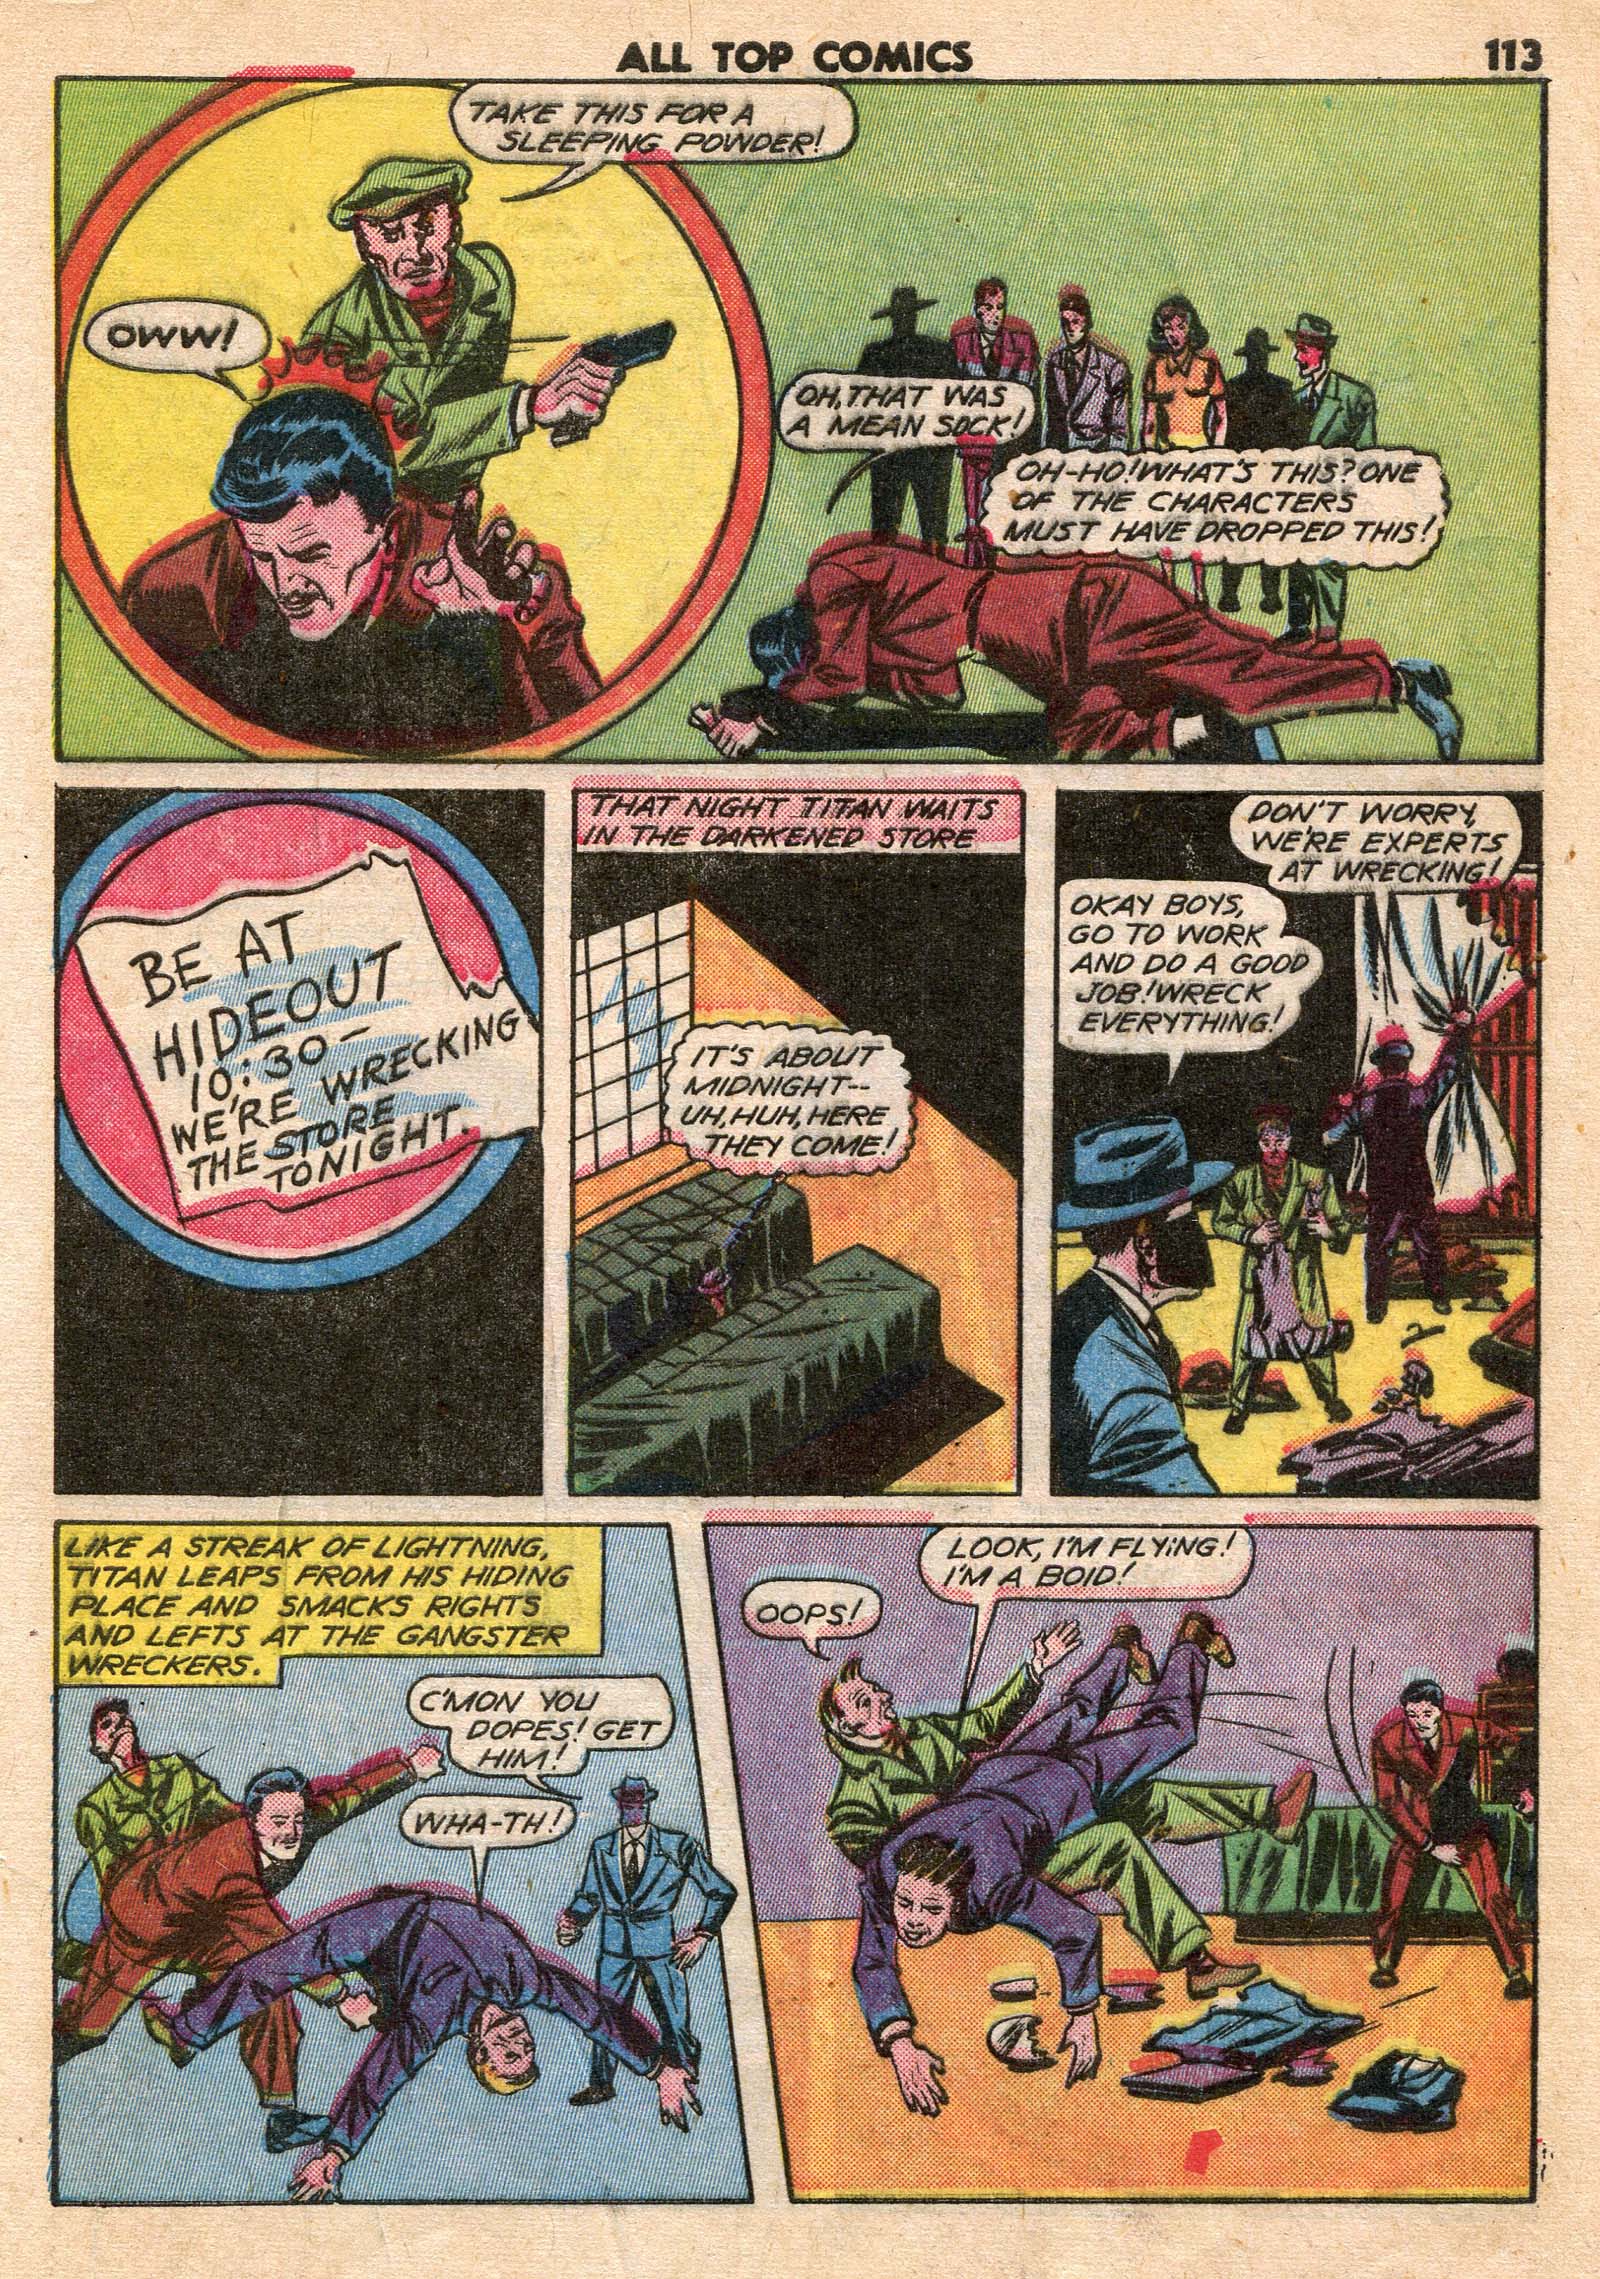 ALL TOP COMICS
113
TAKE THIS FOR A
SLEEPING POWDER!
OWW!
OH, THAT WAS
A MEAN SOCK!
OH-HO! WHAT'S THIS? ONE
OF THE CHARACTERS
MUST HAVE DROPPED THIS!
BE AT
HIDEOUT
10:30—
WE'RE WRECKING
THE STORE
TONIGHT.
THAT NIGHT TITAN WAITS
IN THE DARKENED STORE
IT'S ABOUT
MIDNIGHT--
UH, HUH, HERE
THEY COME!
DON'T WORRY,
WE'RE EXPERTS
AT WRECKING!
OKAY BOYS,
GO TO WORK
AND DO A GOOD
JOB! WRECK
EVERYTHING!
LIKE A STREAK OF LIGHTNING,
TITAN LEAPS FROM HIS HIDING
PLACE AND SMACKS RIGHTS
AND LEFTS AT THE GANGSTER
WRECKERS.
C'MON YOU
DOPES! GET
HIM!
WHA-TH!
OOPS!
LOOK, I'M FLYING!
I'M A BOID!